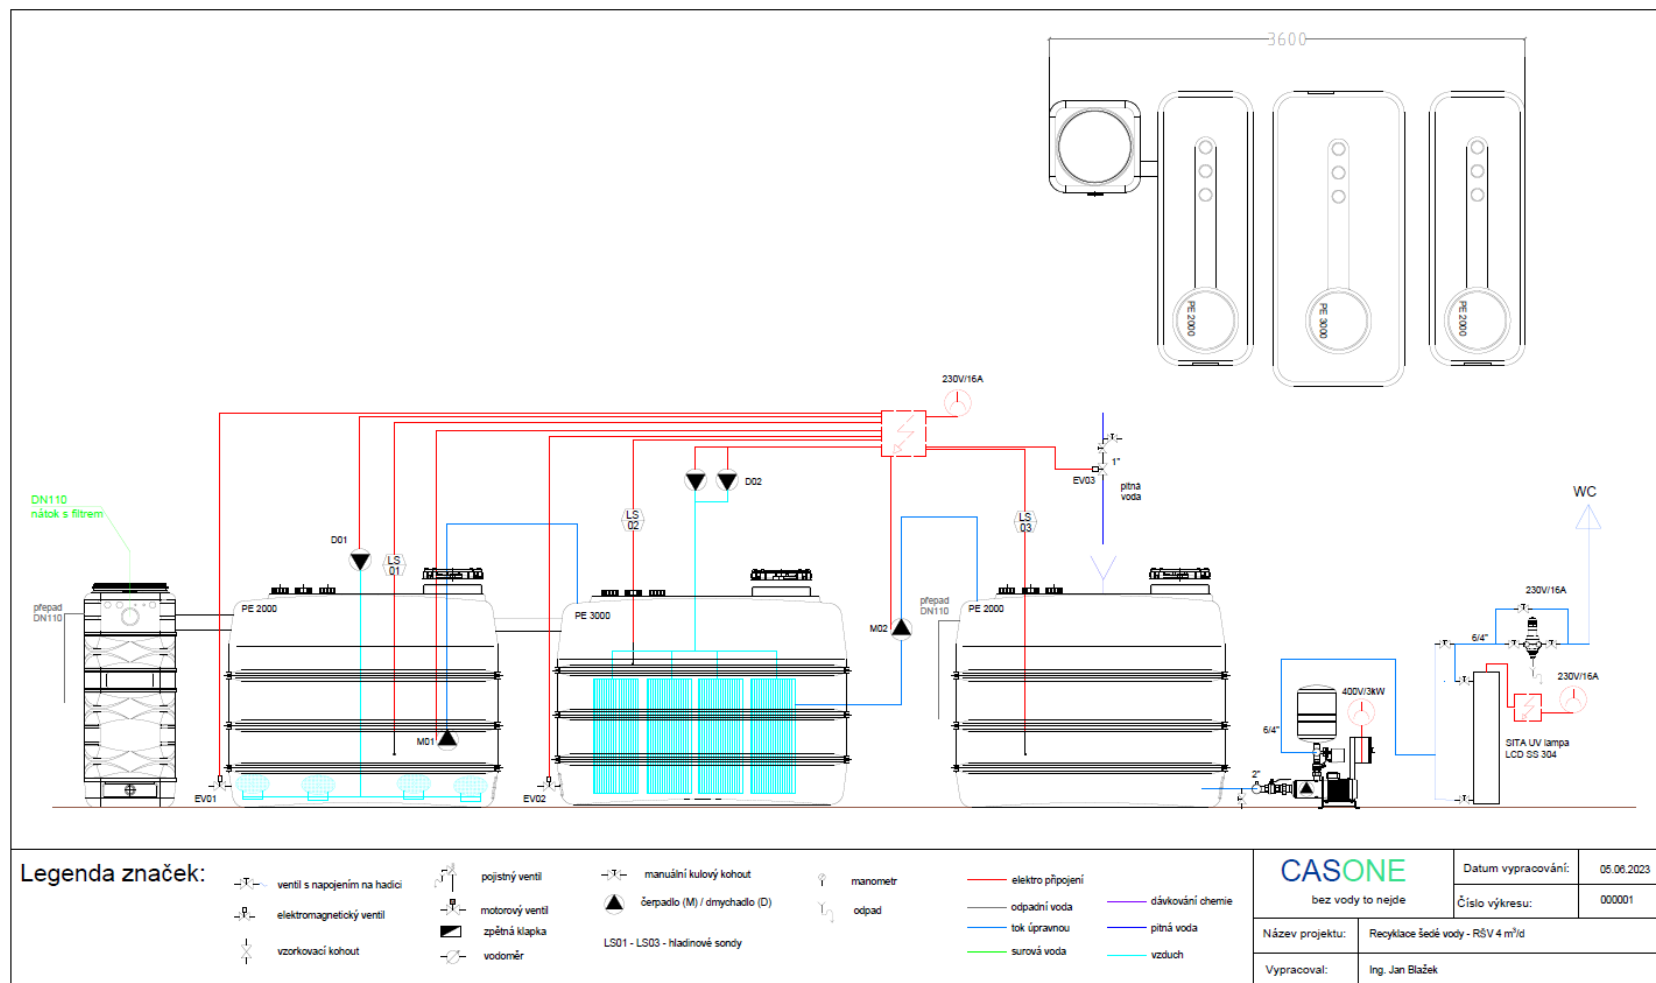 3600
PE 2000
PE 3000
PE 2000
230V/16A
DN110
nátok s filtrem
D01
LS
01
LS
02
D02
LS
03
EV03
1"
pitná
voda
WC
přepad
DN110
PE 2000
PE 3000
M02
přepad
DN110
PE 2000
230V/16A
6/4"
400V/3kW
230V/16A
6/4"
M01
SITA UV lampa
LCD SS 304
2"
EV01
EV02
Legenda značek:
ventil s napojením na hadici
elektromagnetický ventil
vzorkovací kohout
pojistný ventil
motorový ventil
zpětná klapka
vodoměr
manuální kulový kohout
čerpadlo (M) / dmychadlo (D)
LS01 - LS03 - hladinové sondy
manometr
odpad
elektro připojení
odpadní voda
tok úpravnou
surová voda
dávkování chemie
pitná voda
vzduch
CASONE
bez vody to nejde
Datum vypracování: 05.06.2023
Číslo výkresu: 000001
Název projektu: Recyklace šedé vody - RŠV 4 m³/d
Vypracoval: Ing. Jan Blažek